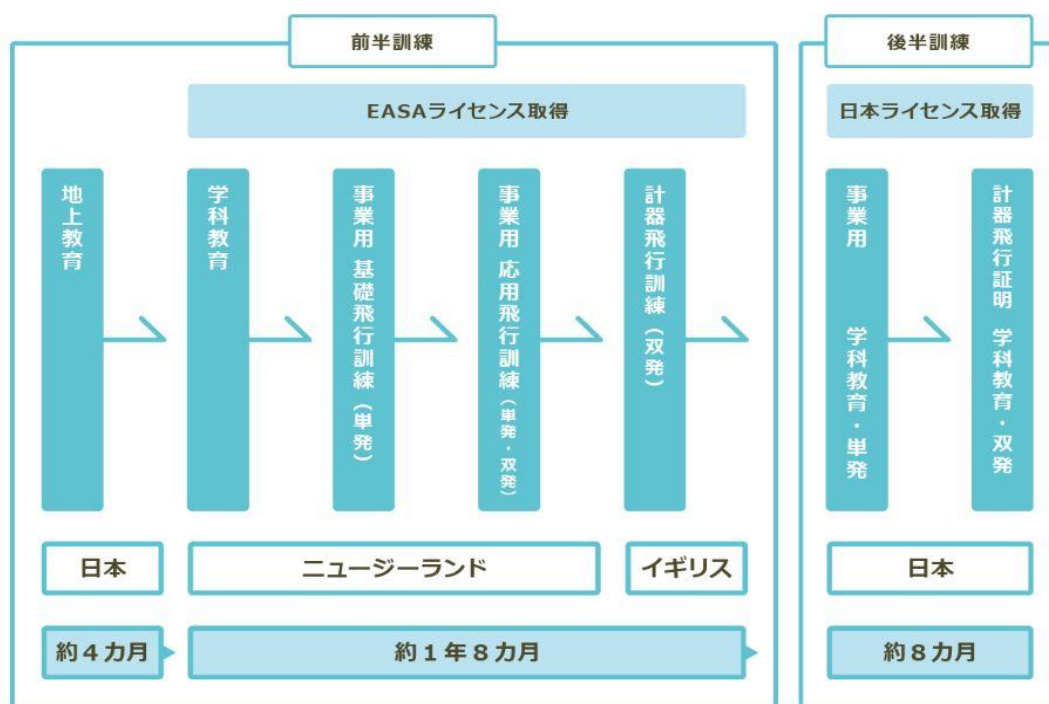 前半訓練
EASAライセンス取得
地上教育
学科教育
事業用 基礎飛行訓練（単発）
事業用 応用飛行訓練（単発・双発）
計器飛行訓練（双発）
日本
ニュージーランド
イギリス
約４カ月
約１年８カ月
後半訓練
日本ライセンス取得
事業用 学科教育・単発
計器飛行証明 学科教育・双発
日本
約８カ月